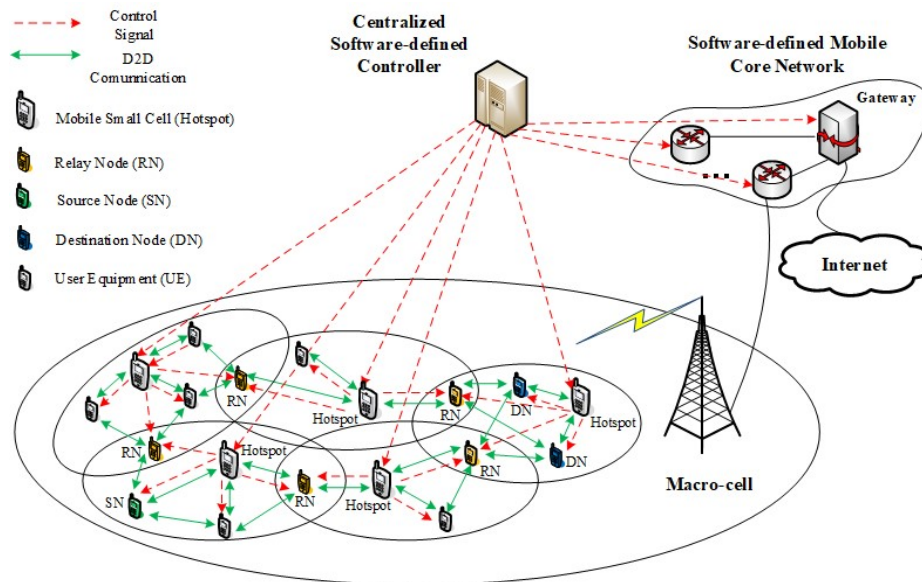 Control
Signal
D2D
Comunnication
Mobile Small Cell (Hotspot)
Relay Node (RN)
Source Node (SN)
Destination Node (DN)
User Equipment (UE)
Centralized
Software-defined
Controller
Software-defined Mobile
Core Network
Gateway
...
Internet
RN
Hotspot
RN
DN
Hotspot
RN
Hotspot
RN
DN
SN
RN
Hotspot
Macro-cell